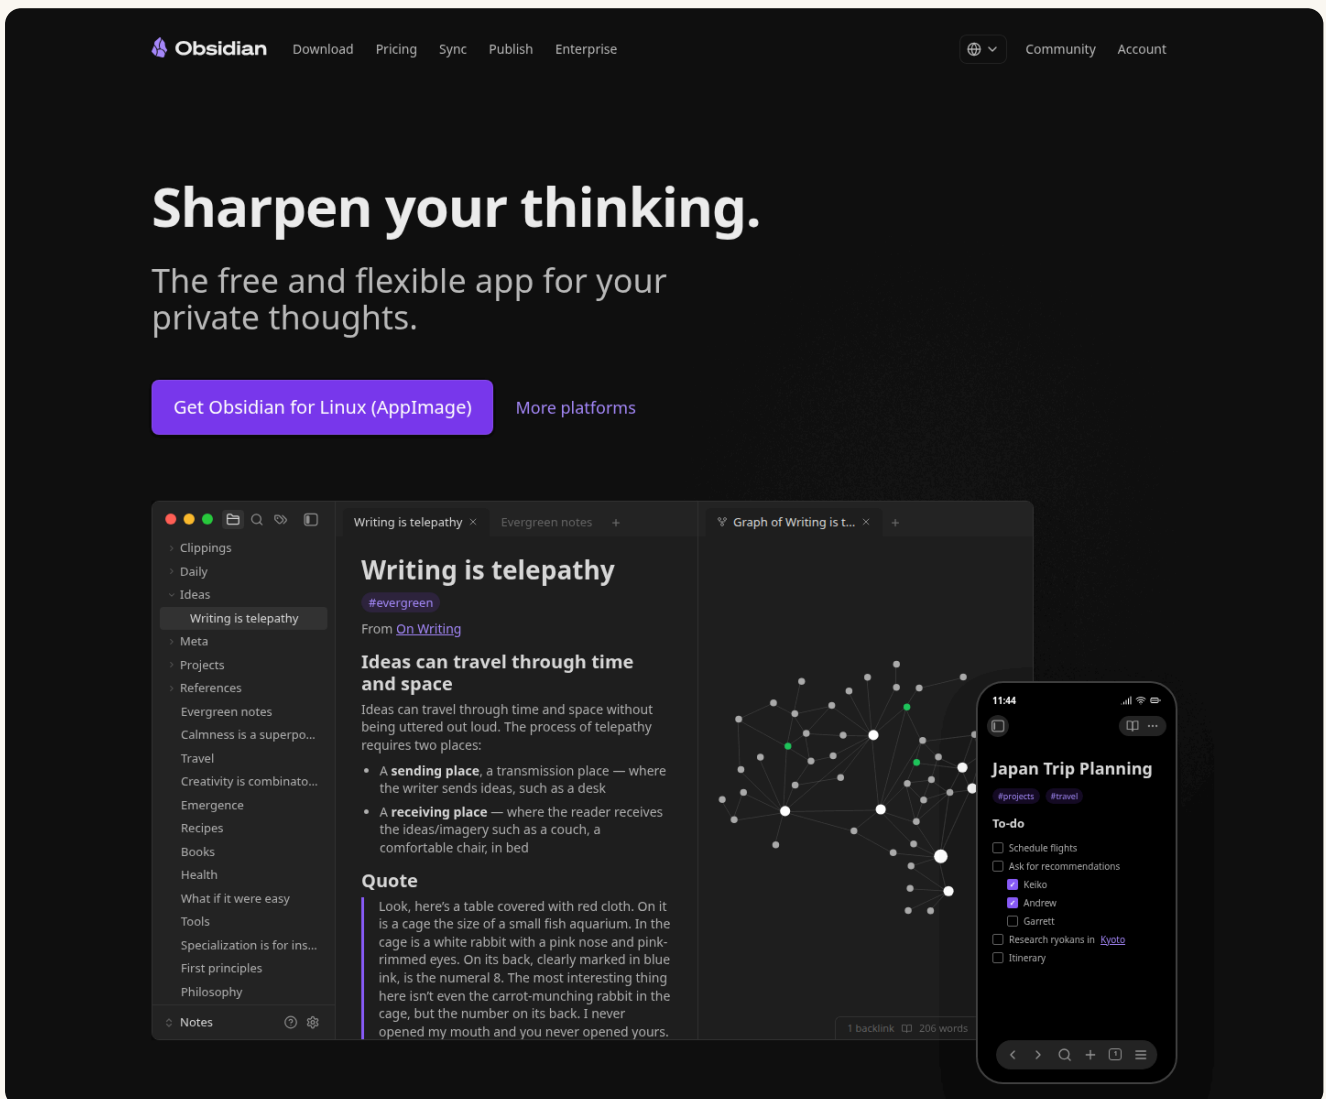 Obsidian
Download
Pricing
Sync
Publish
Enterprise
Community
Account
Sharpen your thinking.
The free and flexible app for your
private thoughts.
Get Obsidian for Linux (AppImage)
More platforms
Clippings
Daily
Ideas
Writing is telepathy
Meta
Projects
References
Evergreen notes
Calmness is a superpo...
Travel
Creativity is combinato...
Emergence
Recipes
Books
Health
What if it were easy
Tools
Specialization is for ins...
First principles
Philosophy
Notes
Writing is telepathy
Evergreen notes
Writing is telepathy
#evergreen
From On Writing
Ideas can travel through time
and space
Ideas can travel through time and space without
being uttered out loud. The process of telepathy
requires two places:
• A sending place, a transmission place — where
the writer sends ideas, such as a desk
• A receiving place — where the reader receives
the ideas/imagery such as a couch, a
comfortable chair, in bed
Quote
Look, here’s a table covered with red cloth. On it
is a cage the size of a small fish aquarium. In the
cage is a white rabbit with a pink nose and pink-
rimmed eyes. On its back, clearly marked in blue
ink, is the numeral 8. The most interesting thing
here isn’t even the carrot-munching rabbit in the
cage, but the number on its back. I never
opened my mouth and you never opened yours.
Graph of Writing is t...
1 backlink
206 words
11:44
Japan Trip Planning
#projects
#travel
To-do
Schedule flights
Ask for recommendations
Keiko
Andrew
Garrett
Research ryokans in Kyoto
Itinerary